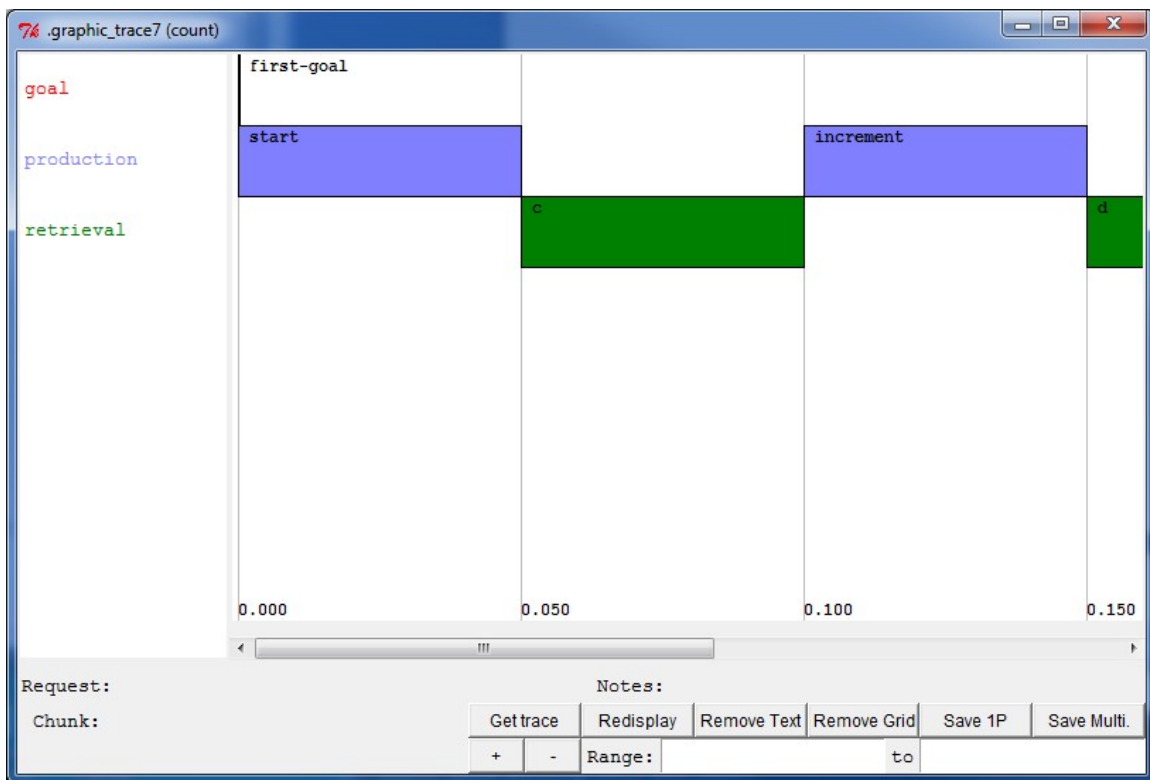 .graphic_trace7 (count)
goal
first-goal
production
start
increment
retrieval
c
d
0.000 0.050 0.100 0.150
Request: Notes:
Chunk: Get trace Redisplay Remove Text Remove Grid Save 1P Save Multi.
+ - Range: to